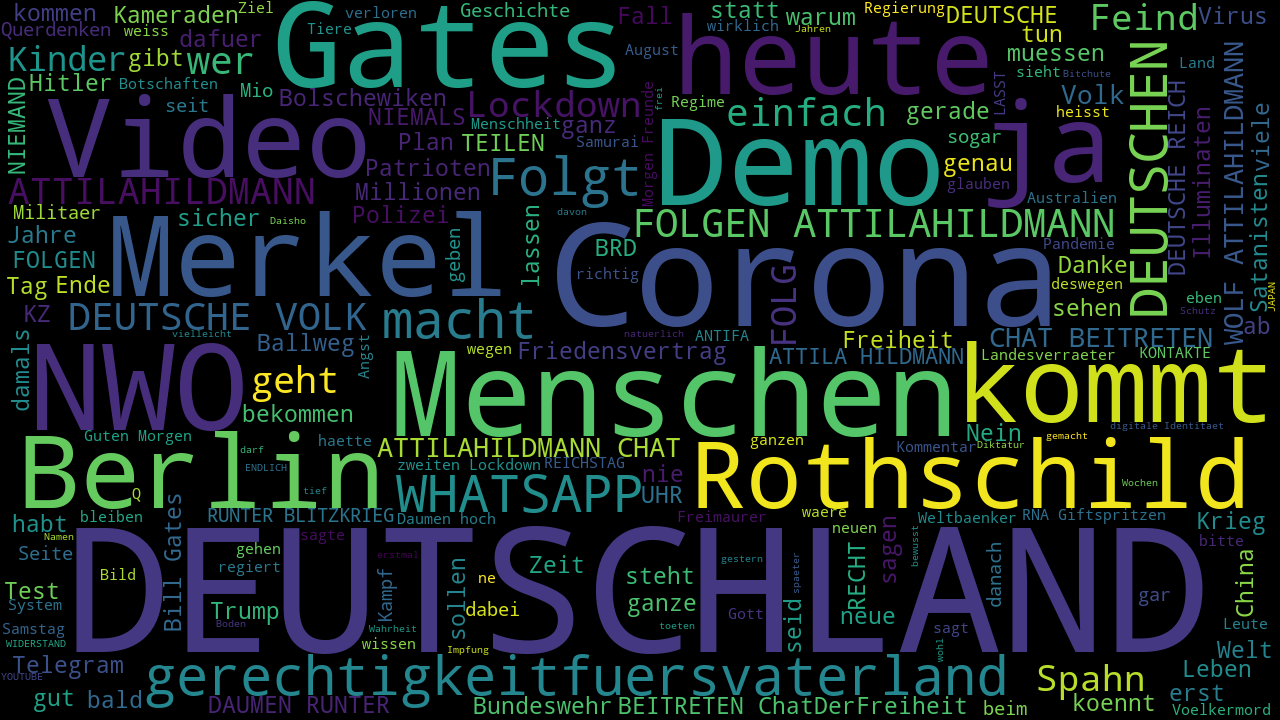 kommen Kameraden Ziel verloren Geschichte Fall statt warum Regierung DEUTSCHE Feind Virus
Querdenken weiss dafuer Tiere Gates August wirklich heute Jahren tun
Kinder gibt wer muessen
Hitler Botschaften Mio sieht Bitchute Land
NIEMAND seit Bolschewiken Lockdown Morgen Freunde frei Regime einfach gerade LASST Volk heisst DEUTSCHEN
Video NIEMALS Menschheit ganz Demo ja DEUTSCHE REICH Illuminaten WOLF ATTILAHILDMANN viele
Plan TEILEN Samurai sogar
Patrioten Folgt genau
ATTILAHILDMANN Millionen glauben Australien
Militaer sicher Daisho Polizei davon FOLGEN ATTILAHILDMANN
Jahre Merkel geben lassen BRD Corona Pandemie Satanisten
FOLGEN richtig Danke
Tag Ende deswegen eben JAPAN
KZ DEUTSCHE VOLK macht FOLG sehen Schutz ab
damals vielleicht Ballweg Angst natuerlich ANTIFA Freiheit CHAT BEITRETEN
NWO wegen Friedensvertrag ATTILA HILDMANN Landesverraeter KONTAKTE
geht Menschen kommt
bekommen digitale Identitaet
Guten Morgen darf haette ATTILAHILDMANN CHAT ganzen Kommentar Nein gemacht Diktatur
Berlin ENDLICH zweiten Lockdown REICHSTAG nie Rothschild
Q tief WHATSAPP UHR Wochen
habt bleiben Bill Gates RUNTER BLITZKRIEG Daumen hoch Freimaurer waere neuen Weltbaenker RNA Giftspritzen Krieg
Namen sagte gestern bewusst bitte
Seite DEUTSCHLAND gehen erstmal spaeter RECHT sagen danach China
Test Bild regiert Kampf sollen ne Zeit steht Gott gar
System Trump dabei ganze seid neue
Samstag Boden Wahrheit toeten sagt Leute
WIDERSTAND wissen Impfung wohl Welt
Telegram gerechtigkeitfuersvaterland Spahn Leben
YOUTUBE erst
gut bald DAUMEN RUNTER Bundeswehr BEITRETEN ChatDerFreiheit beim koennt Voelkermord